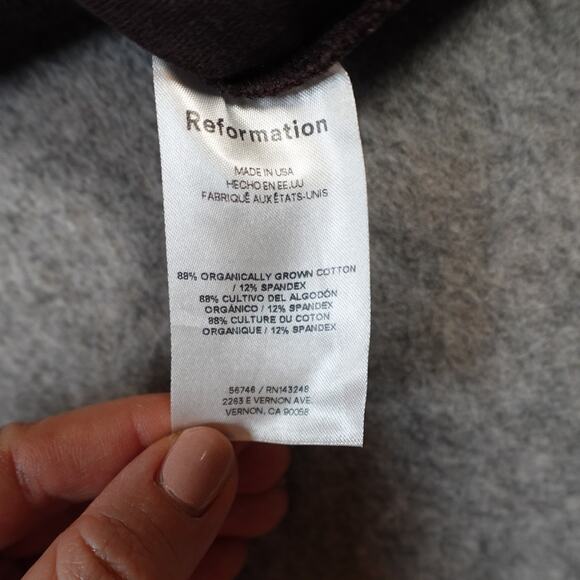 Reformation
MADE IN USA
HECHO EN EE.UU
FABRIQUÉ AUX ÉTATS-UNIS
88% ORGANICALLY GROWN COTTON
/ 12% SPANDEX
88% CULTIVO DEL ALGODÓN
ORGÁNICO / 12% SPANDEX
88% CULTURE DU COTON
ORGANIQUE / 12% SPANDEX
56746 / RN143248
2263 E VERNON AVE.
VERNON, CA 90058